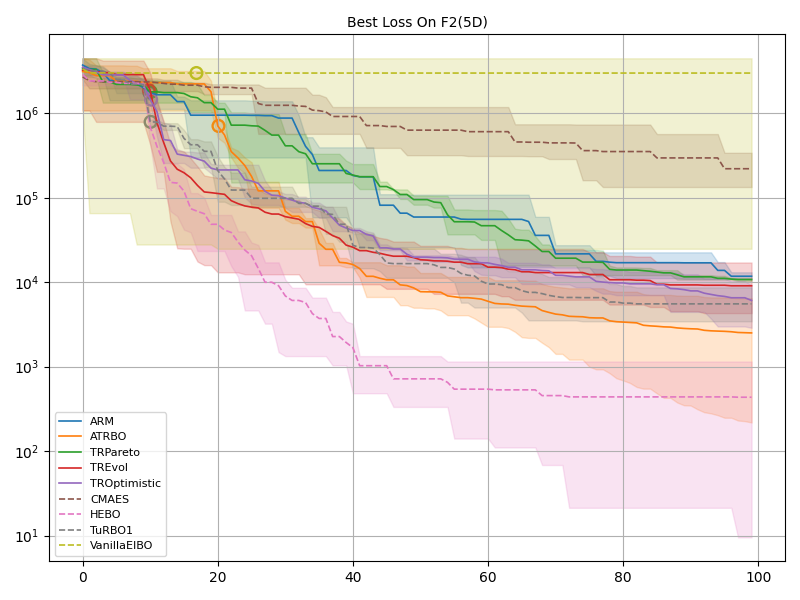 Best Loss On F2(5D)
10^6
10^5
10^4
10^3
10^2
10^1
ARM
ATRBO
TRPareto
TREvol
TROptimistic
CMAES
HEBO
TuRBO1
VanillaEIBO
0 20 40 60 80 100